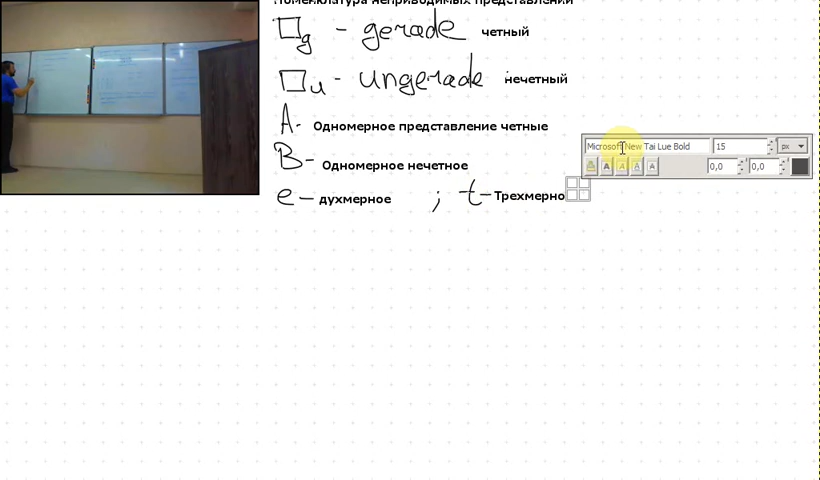 Номенклатура неприводимых представлений
□g - gerade четный
□u - ungerade нечетный
A - Одномерное представление четные
B - Одномерное нечетное
e - духмерное ; t - Трехмерно
Microsoft New Tai Lue Bold 15 px
A A A A 0,0 0,0